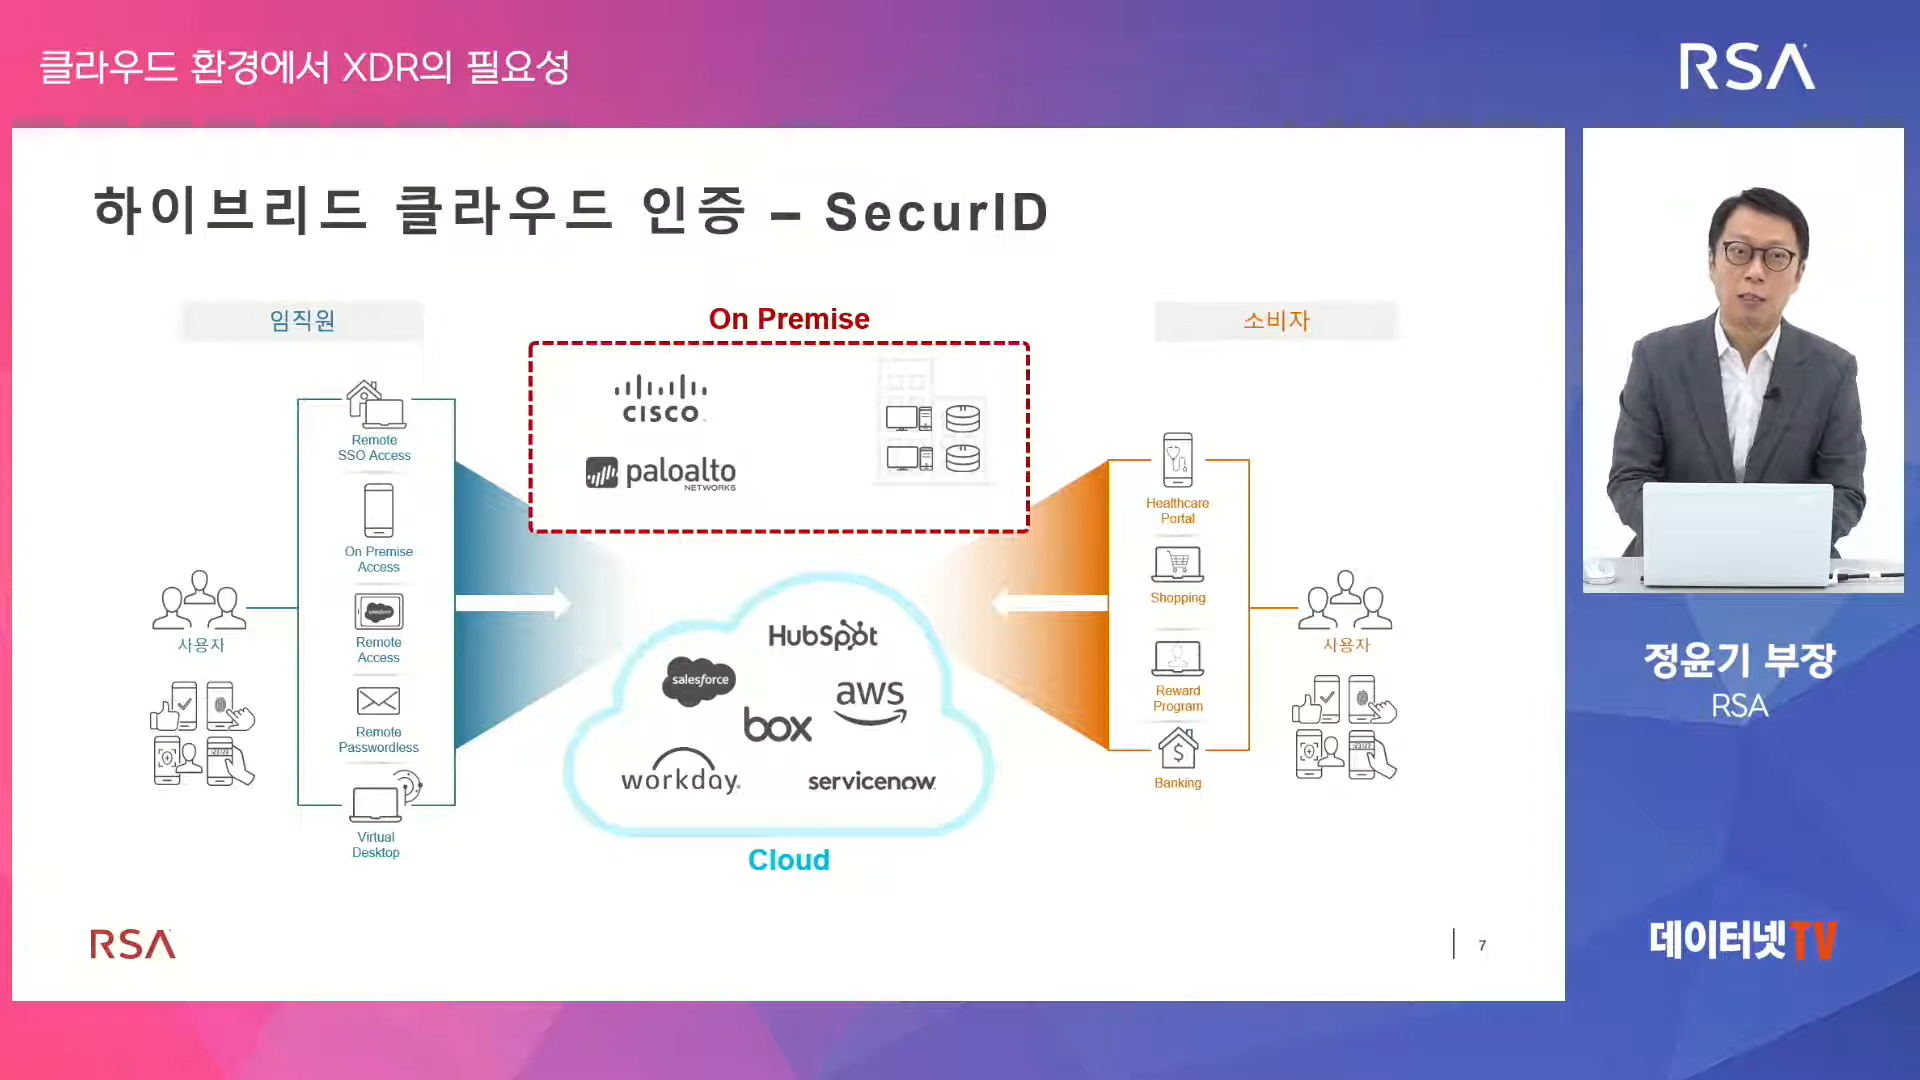 클라우드 환경에서 XDR의 필요성
RSA
하이브리드 클라우드 인증 – SecurID
임직원
On Premise
소비자
CISCO
paloalto
NETWORKS
Remote
SSO Access
On Premise
Access
salesforce
Remote
Access
Remote
Passwordless
Virtual
Desktop
사용자
HubSpot
salesforce
aws
box
workday.
servicenow
Cloud
Healthcare
Portal
Shopping
Reward
Program
Banking
사용자
RSA
7
정윤기 부장
RSA
데이터넷TV